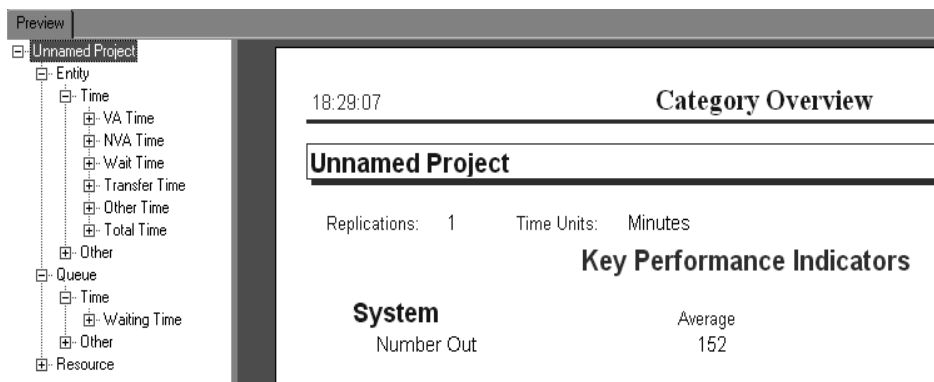 Preview
Unnamed Project
Entity
Time
VA Time
NVA Time
Wait Time
Transfer Time
Other Time
Total Time
Other
Queue
Time
Waiting Time
Other
Resource
18:29:07 Category Overview
Unnamed Project
Replications: 1 Time Units: Minutes
Key Performance Indicators
System Average
Number Out 152